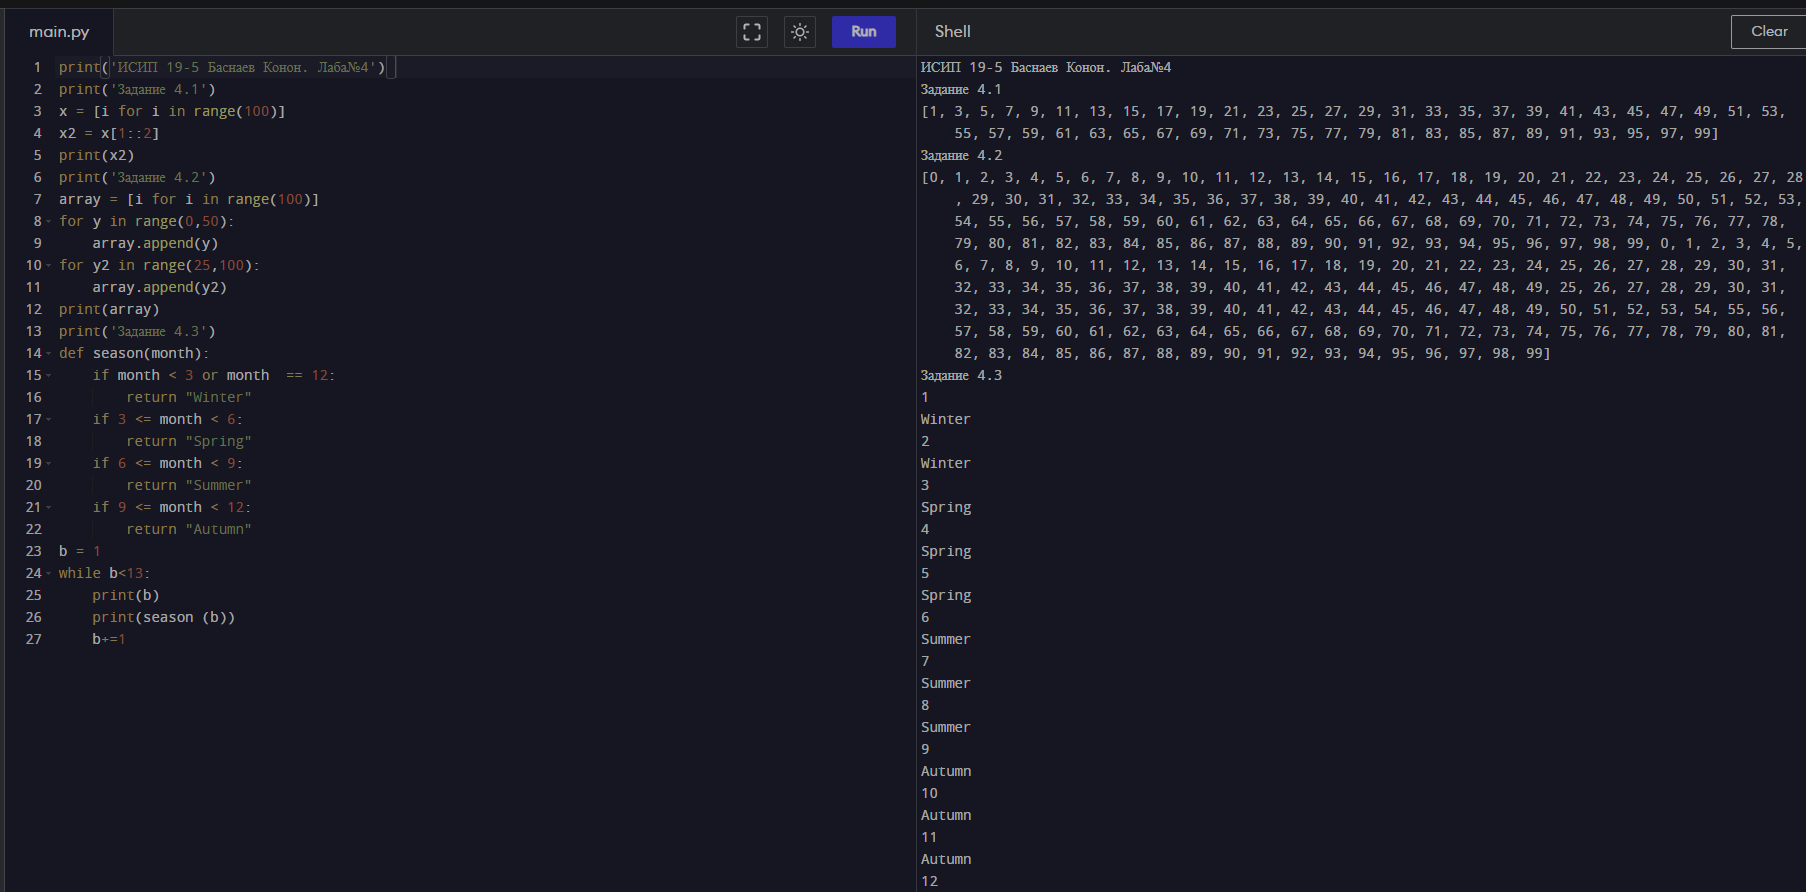 main.py
Run
Shell
Clear
1 print('ИСИП 19-5 Баснаев Конон. Лаба№4')
2 print('Задание 4.1')
3 x = [i for i in range(100)]
4 x2 = x[1::2]
5 print(x2)
6 print('Задание 4.2')
7 array = [i for i in range(100)]
8 for y in range(0,50):
9     array.append(y)
10 for y2 in range(25,100):
11     array.append(y2)
12 print(array)
13 print('Задание 4.3')
14 def season(month):
15     if month < 3 or month  == 12:
16         return "Winter"
17     if 3 <= month < 6:
18         return "Spring"
19     if 6 <= month < 9:
20         return "Summer"
21     if 9 <= month < 12:
22         return "Autumn"
23 b = 1
24 while b<13:
25     print(b)
26     print(season (b))
27     b+=1
ИСИП 19-5 Баснаев Конон. Лаба№4
Задание 4.1
[1, 3, 5, 7, 9, 11, 13, 15, 17, 19, 21, 23, 25, 27, 29, 31, 33, 35, 37, 39, 41, 43, 45, 47, 49, 51, 53,
55, 57, 59, 61, 63, 65, 67, 69, 71, 73, 75, 77, 79, 81, 83, 85, 87, 89, 91, 93, 95, 97, 99]
Задание 4.2
[0, 1, 2, 3, 4, 5, 6, 7, 8, 9, 10, 11, 12, 13, 14, 15, 16, 17, 18, 19, 20, 21, 22, 23, 24, 25, 26, 27, 28
, 29, 30, 31, 32, 33, 34, 35, 36, 37, 38, 39, 40, 41, 42, 43, 44, 45, 46, 47, 48, 49, 50, 51, 52, 53,
54, 55, 56, 57, 58, 59, 60, 61, 62, 63, 64, 65, 66, 67, 68, 69, 70, 71, 72, 73, 74, 75, 76, 77, 78,
79, 80, 81, 82, 83, 84, 85, 86, 87, 88, 89, 90, 91, 92, 93, 94, 95, 96, 97, 98, 99, 0, 1, 2, 3, 4, 5,
6, 7, 8, 9, 10, 11, 12, 13, 14, 15, 16, 17, 18, 19, 20, 21, 22, 23, 24, 25, 26, 27, 28, 29, 30, 31,
32, 33, 34, 35, 36, 37, 38, 39, 40, 41, 42, 43, 44, 45, 46, 47, 48, 49, 25, 26, 27, 28, 29, 30, 31,
32, 33, 34, 35, 36, 37, 38, 39, 40, 41, 42, 43, 44, 45, 46, 47, 48, 49, 50, 51, 52, 53, 54, 55, 56,
57, 58, 59, 60, 61, 62, 63, 64, 65, 66, 67, 68, 69, 70, 71, 72, 73, 74, 75, 76, 77, 78, 79, 80, 81,
82, 83, 84, 85, 86, 87, 88, 89, 90, 91, 92, 93, 94, 95, 96, 97, 98, 99]
Задание 4.3
1
Winter
2
Winter
3
Spring
4
Spring
5
Spring
6
Summer
7
Summer
8
Summer
9
Autumn
10
Autumn
11
Autumn
12